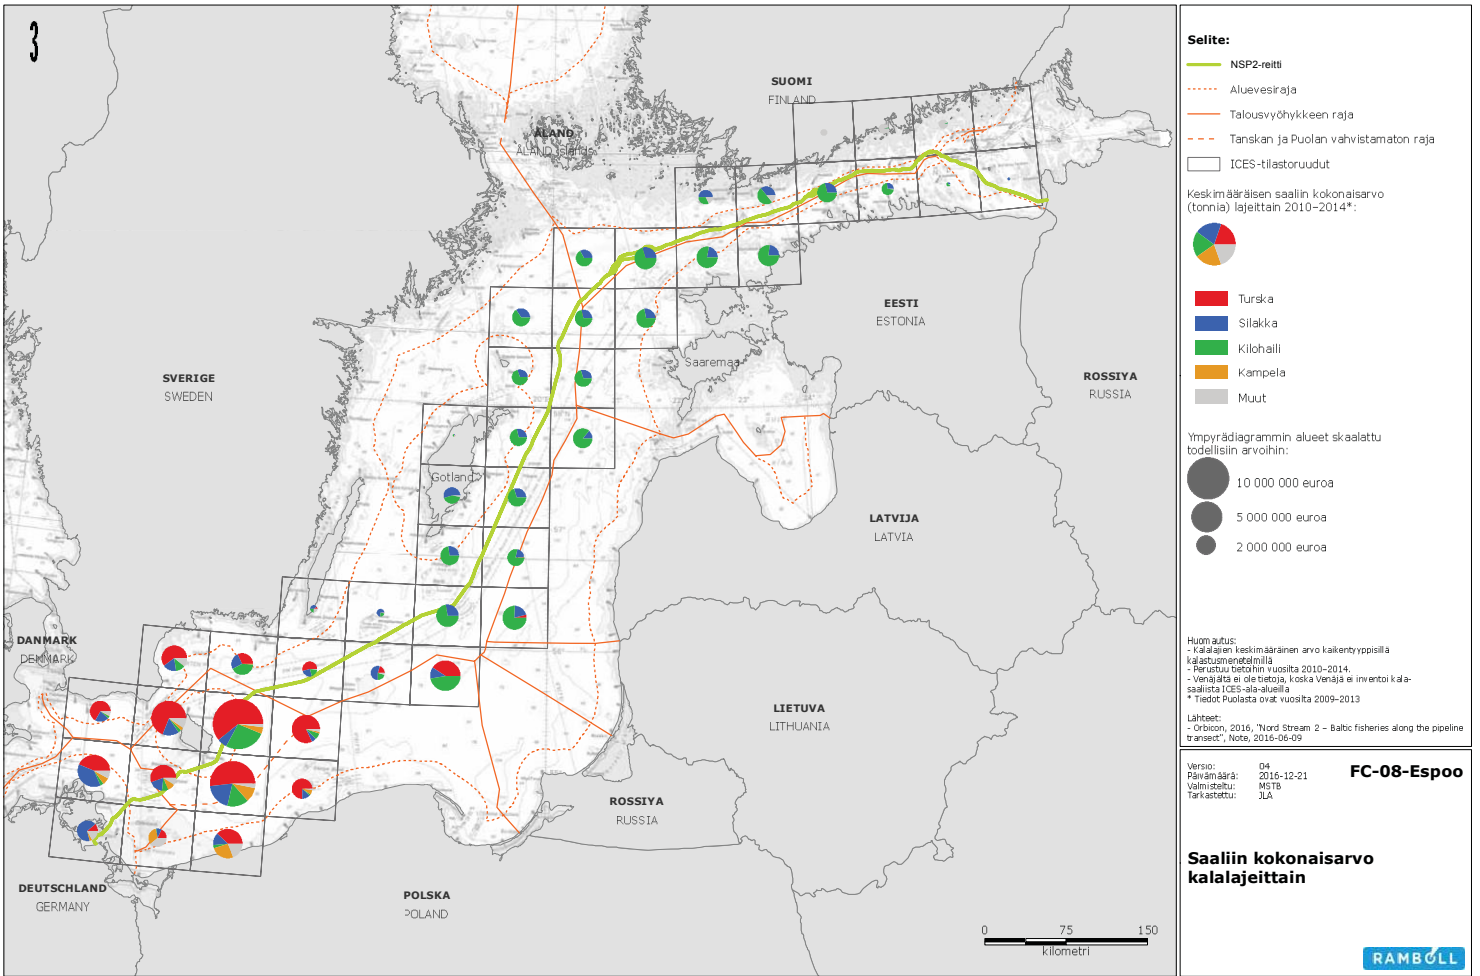 3
SUOMI
FINLAND
ÅLAND
ÅLAND Islands
EESTI
ESTONIA
Saaremaa
SVERIGE
SWEDEN
ROSSIYA
RUSSIA
Gotland
LATVIJA
LATVIA
DANMARK
DENMARK
LIETUVA
LITHUANIA
ROSSIYA
RUSSIA
DEUTSCHLAND
GERMANY
POLSKA
POLAND
0 75 150
kilometri
Selite:
NSP2-reitti
Aluevesiraja
Talousvyöhykkeen raja
Tanskan ja Puolan vahvistamaton raja
ICES-tilastoruudut
Keskimääräisen saaliin kokonaisarvo
(tonnia) lajeittain 2010–2014*:
Turska
Silakka
Kilohaili
Kampela
Muut
Ympyrädiagrammin alueet skaalattu
todellisiin arvoihin:
10 000 000 euroa
5 000 000 euroa
2 000 000 euroa
Huomautus:
- Kalalajien keskimääräinen arvo kaikentyyppisillä
kalastusmenetelmillä
- Perustuu tietoihin vuosilta 2010–2014.
- Venäjältä ei ole tietoja, koska Venäjä ei inventoi kala-
saaliista ICES-ala-alueilla
* Tiedot Puolasta ovat vuosilta 2009–2013
Lähteet:
- Orbicon, 2016, "Nord Stream 2 – Baltic fisheries along the pipeline
transect", Note, 2016-06-09
Versio: 04
Päivämäärä: 2016-12-21
Valmisteltu: MSTB
Tarkastettu: JLA
FC-08-Espoo
Saaliin kokonaisarvo
kalalajeittain
RAMBOLL